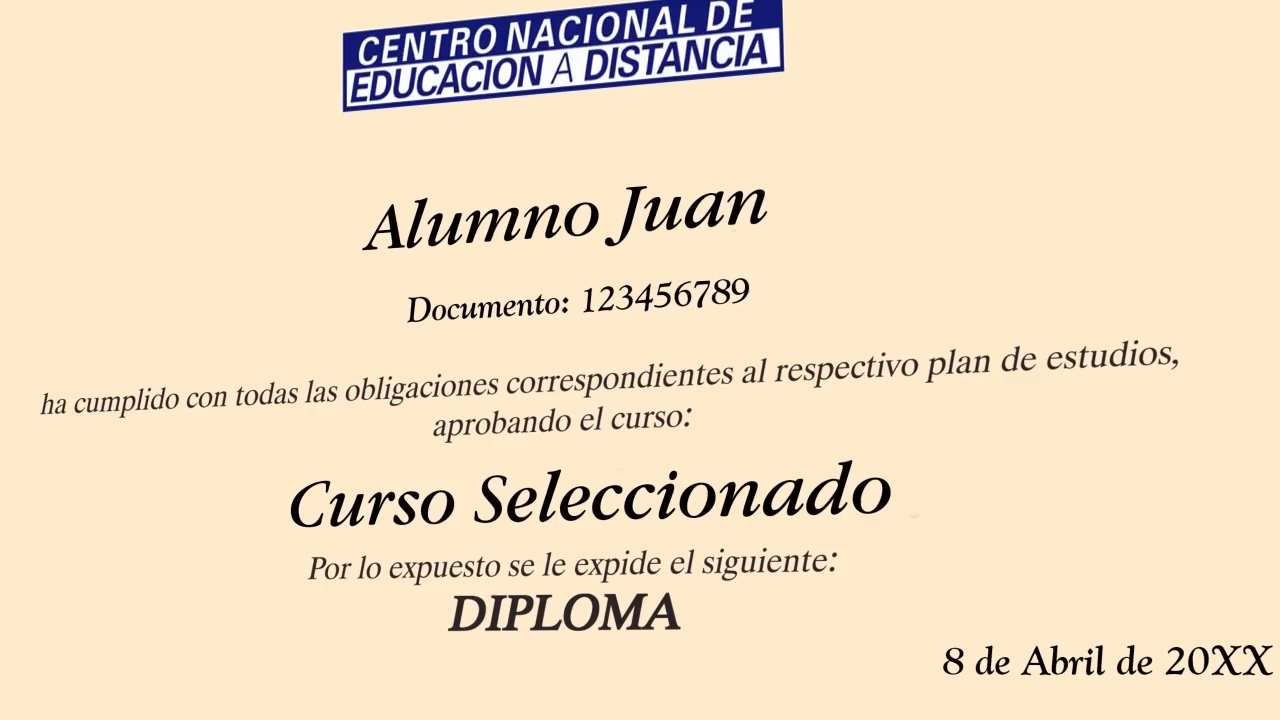 CENTRO NACIONAL DE
EDUCACION A DISTANCIA
Alumno Juan
Documento: 123456789
ha cumplido con todas las obligaciones correspondientes al respectivo plan de estudios,
aprobando el curso:
Curso Seleccionado
Por lo expuesto se le expide el siguiente:
DIPLOMA
8 de Abril de 20XX